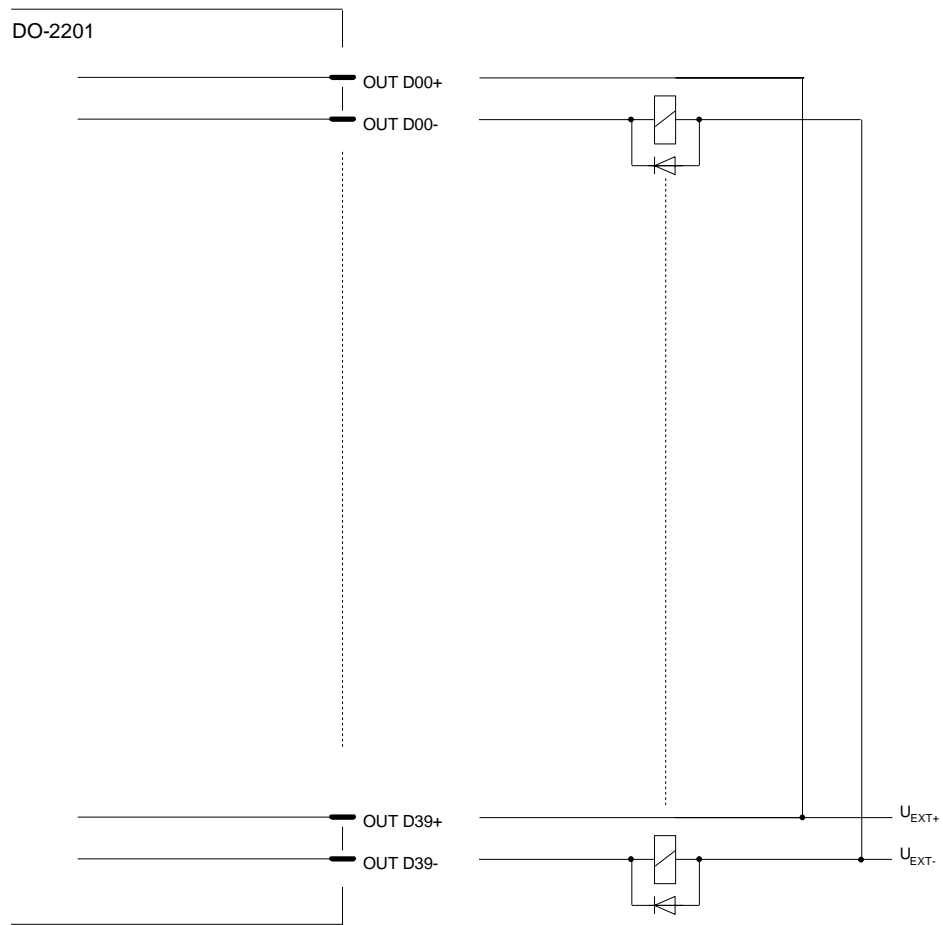 DO-2201
OUT D00+
OUT D00-
OUT D39+
UEXT+
OUT D39-
UEXT-